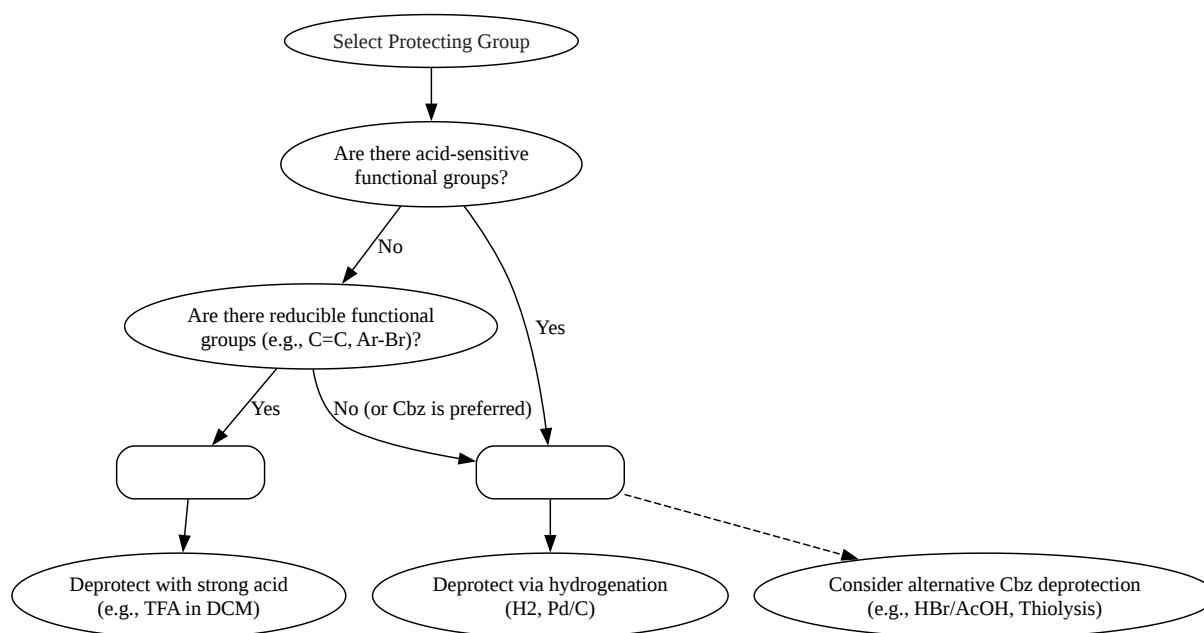 Select Protecting Group
Are there acid-sensitive
functional groups?
No
Are there reducible functional
groups (e.g., C=C, Ar-Br)?
Yes
Yes
No (or Cbz is preferred)
Deprotect with strong acid
(e.g., TFA in DCM)
Deprotect via hydrogenation
(H2, Pd/C)
Consider alternative Cbz deprotection
(e.g., HBr/AcOH, Thiolysis)